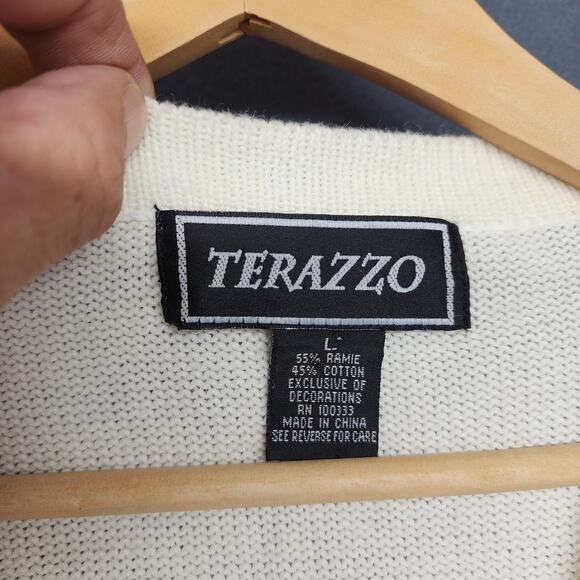 TERAZZO
L
55% RAMIE
45% COTTON
EXCLUSIVE OF
DECORATIONS
RN 100333
MADE IN CHINA
SEE REVERSE FOR CARE